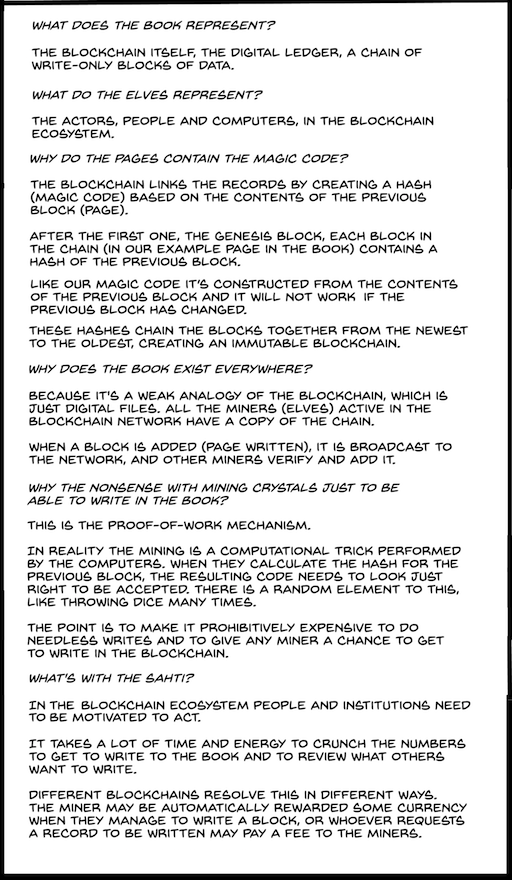 WHAT DOES THE BOOK REPRESENT?
THE BLOCKCHAIN ITSELF, THE DIGITAL LEDGER, A CHAIN OF
WRITE-ONLY BLOCKS OF DATA.
WHAT DO THE ELVES REPRESENT?
THE ACTORS, PEOPLE AND COMPUTERS, IN THE BLOCKCHAIN
ECOSYSTEM.
WHY DO THE PAGES CONTAIN THE MAGIC CODE?
THE BLOCKCHAIN LINKS THE RECORDS BY CREATING A HASH
(MAGIC CODE) BASED ON THE CONTENTS OF THE PREVIOUS
BLOCK (PAGE).
AFTER THE FIRST ONE, THE GENESIS BLOCK, EACH BLOCK IN
THE CHAIN (IN OUR EXAMPLE PAGE IN THE BOOK) CONTAINS A
HASH OF THE PREVIOUS BLOCK.
LIKE OUR MAGIC CODE IT'S CONSTRUCTED FROM THE CONTENTS
OF THE PREVIOUS BLOCK AND IT WILL NOT WORK IF THE
PREVIOUS BLOCK HAS CHANGED.
THESE HASHES CHAIN THE BLOCKS TOGETHER FROM THE NEWEST
TO THE OLDEST, CREATING AN IMMUTABLE BLOCKCHAIN.
WHY DOES THE BOOK EXIST EVERYWHERE?
BECAUSE IT'S A WEAK ANALOGY OF THE BLOCKCHAIN, WHICH IS
JUST DIGITAL FILES. ALL THE MINERS (ELVES) ACTIVE IN THE
BLOCKCHAIN NETWORK HAVE A COPY OF THE CHAIN.
WHEN A BLOCK IS ADDED (PAGE WRITTEN), IT IS BROADCAST TO
THE NETWORK, AND OTHER MINERS VERIFY AND ADD IT.
WHY THE NONSENSE WITH MINING CRYSTALS JUST TO BE
ABLE TO WRITE IN THE BOOK?
THIS IS THE PROOF-OF-WORK MECHANISM.
IN REALITY THE MINING IS A COMPUTATIONAL TRICK PERFORMED
BY THE COMPUTERS. WHEN THEY CALCULATE THE HASH FOR THE
PREVIOUS BLOCK, THE RESULTING CODE NEEDS TO LOOK JUST
RIGHT TO BE ACCEPTED. THERE IS A RANDOM ELEMENT TO THIS,
LIKE THROWING DICE MANY TIMES.
THE POINT IS TO MAKE IT PROHIBITIVELY EXPENSIVE TO DO
NEEDLESS WRITES AND TO GIVE ANY MINER A CHANCE TO GET
TO WRITE IN THE BLOCKCHAIN.
WHAT'S WITH THE SAHTI?
IN THE BLOCKCHAIN ECOSYSTEM PEOPLE AND INSTITUTIONS NEED
TO BE MOTIVATED TO ACT.
IT TAKES A LOT OF TIME AND ENERGY TO CRUNCH THE NUMBERS
TO GET TO WRITE TO THE BOOK AND TO REVIEW WHAT OTHERS
WANT TO WRITE.
DIFFERENT BLOCKCHAINS RESOLVE THIS IN DIFFERENT WAYS.
THE MINER MAY BE AUTOMATICALLY REWARDED SOME CURRENCY
WHEN THEY MANAGE TO WRITE A BLOCK, OR WHOEVER REQUESTS
A RECORD TO BE WRITTEN MAY PAY A FEE TO THE MINERS.